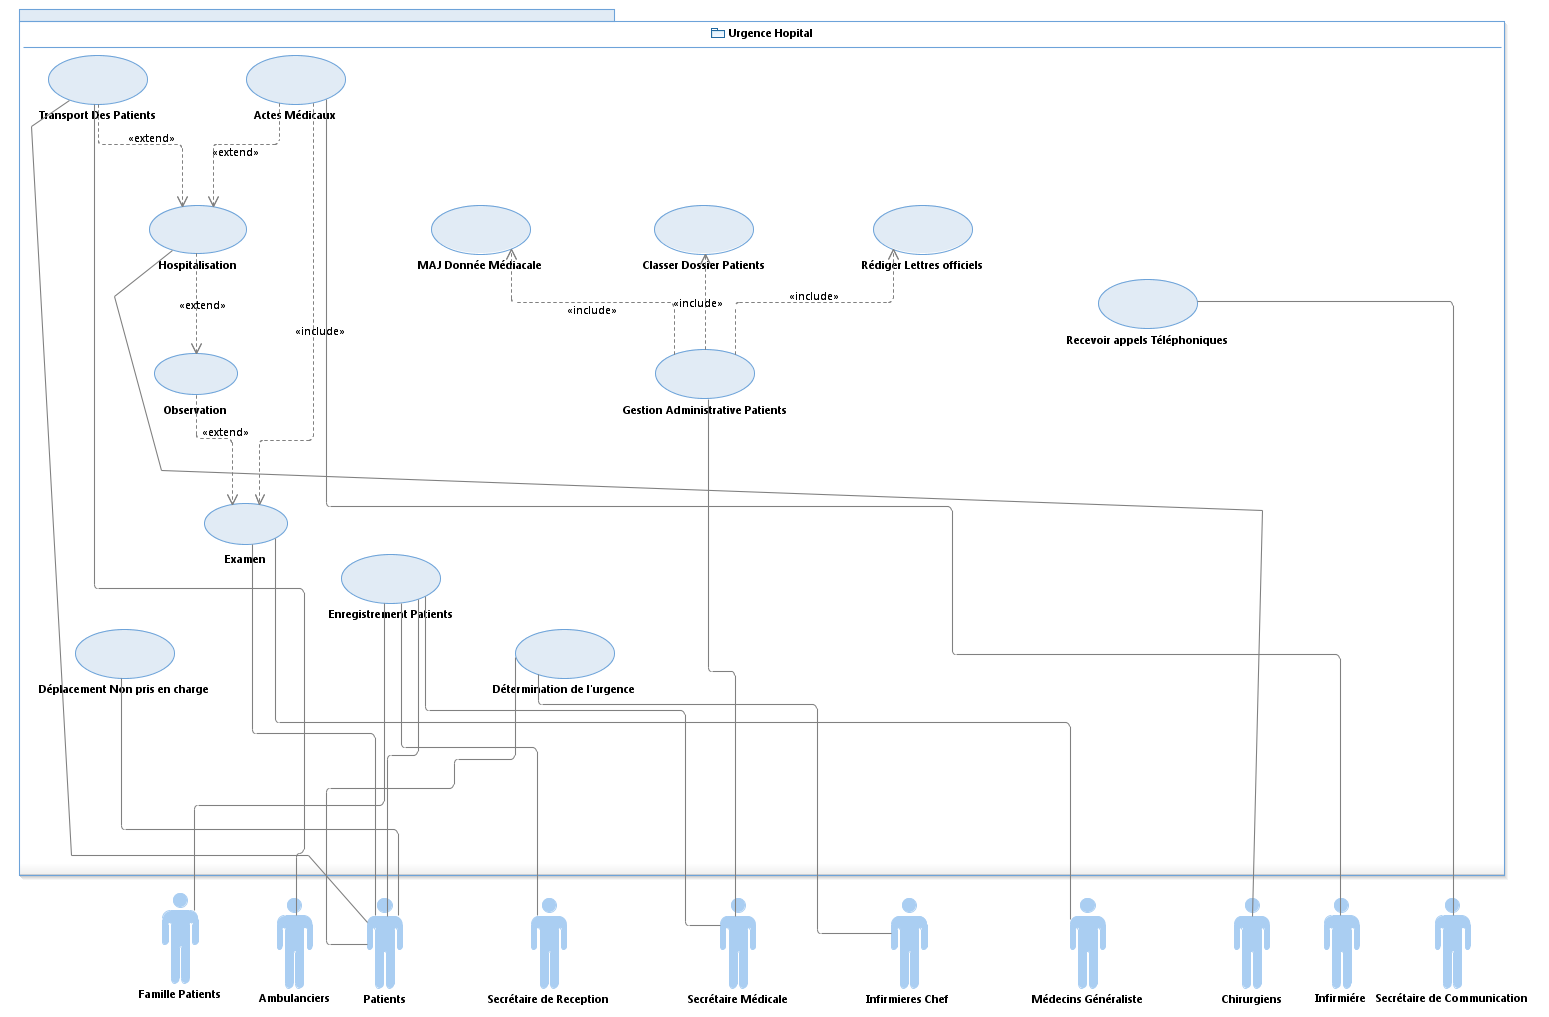 Urgence Hopital
Transport Des Patients
Actes Médicaux
«extend»
«extend»
Hospitalisation
MAJ Donnée Médiacale
Classer Dossier Patients
Rédiger Lettres officiels
«extend»
«include»
«include»
«include»
«include»
Recevoir appels Téléphoniques
Observation
Gestion Administrative Patients
«extend»
Examen
Enregistrement Patients
Déplacement Non pris en charge
Détermination de l'urgence
Famille Patients
Ambulanciers
Patients
Secrétaire de Reception
Secrétaire Médicale
Infirmieres Chef
Médecins Généraliste
Chirurgiens
Infirmiére
Secrétaire de Communication